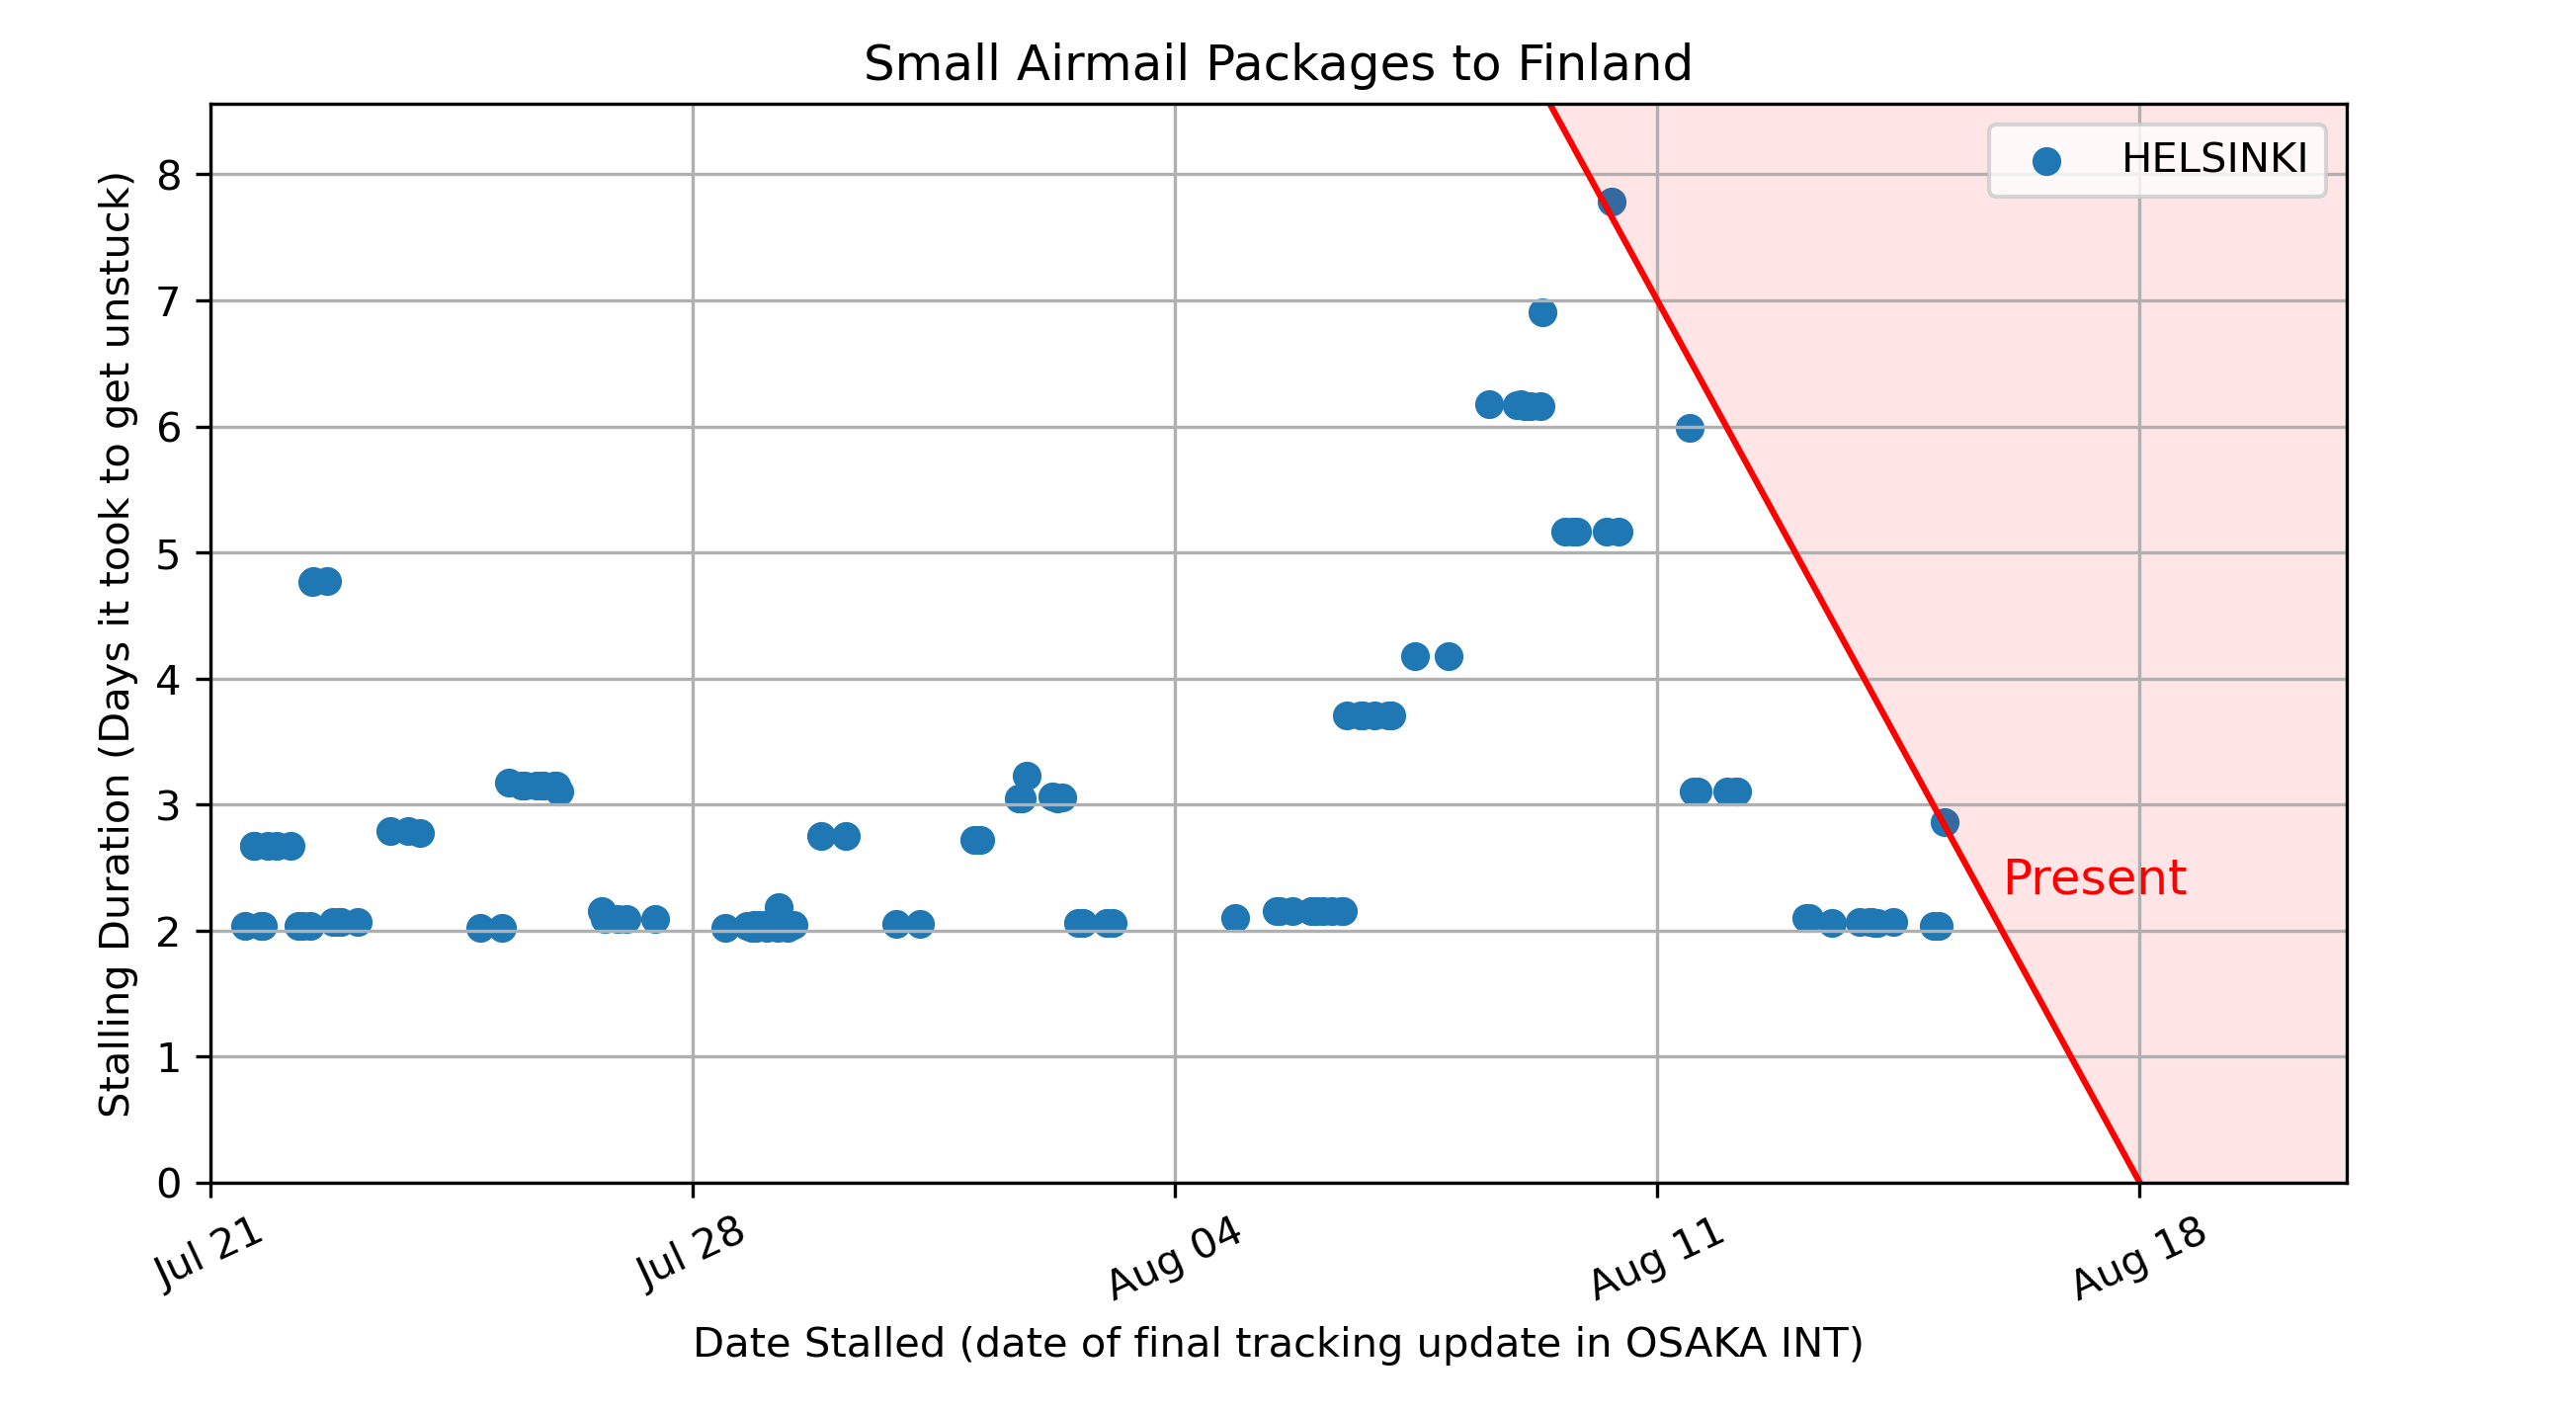 Small Airmail Packages to Finland
Stalling Duration (Days it took to get unstuck)
8
7
6
5
4
3
2
1
0
HELSINKI
Present
Jul 21
Jul 28
Aug 04
Aug 11
Aug 18
Date Stalled (date of final tracking update in OSAKA INT)